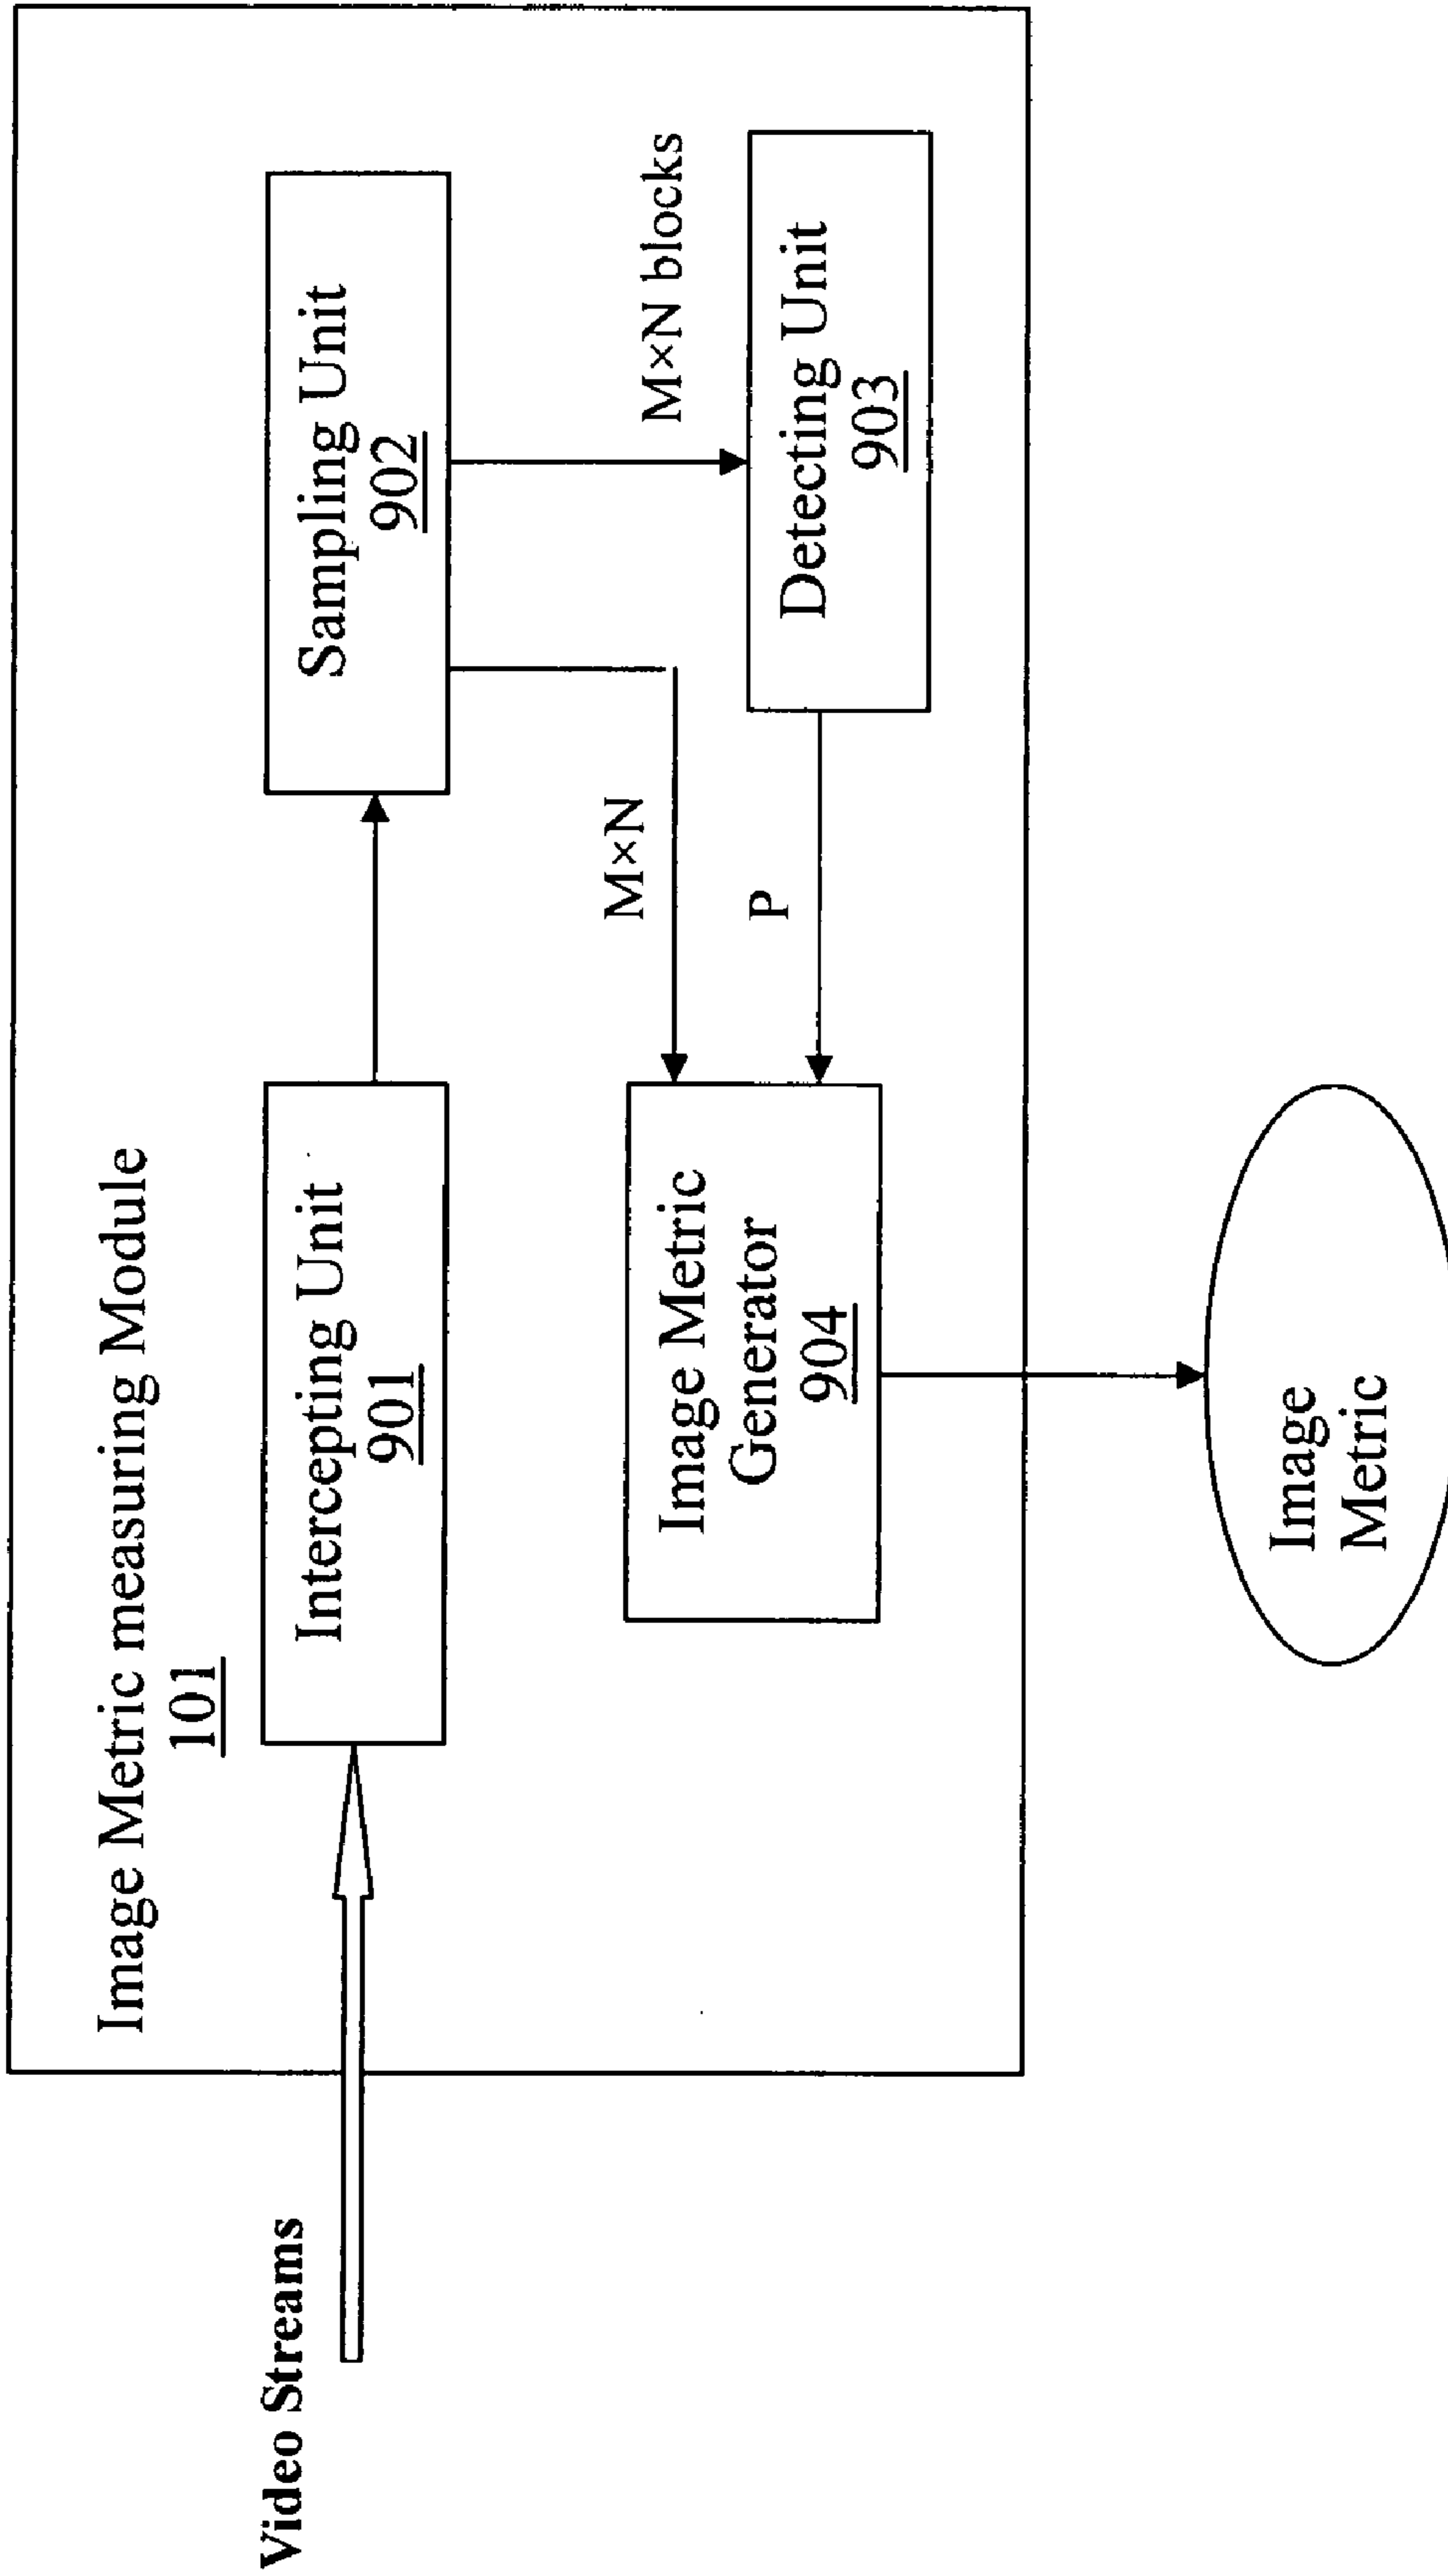 Image Metric measuring Module
101
Video Streams
Intercepting Unit
901
Sampling Unit
902
M×N
M×N blocks
P
Image Metric
Generator
904
Detecting Unit
903
Image
Metric